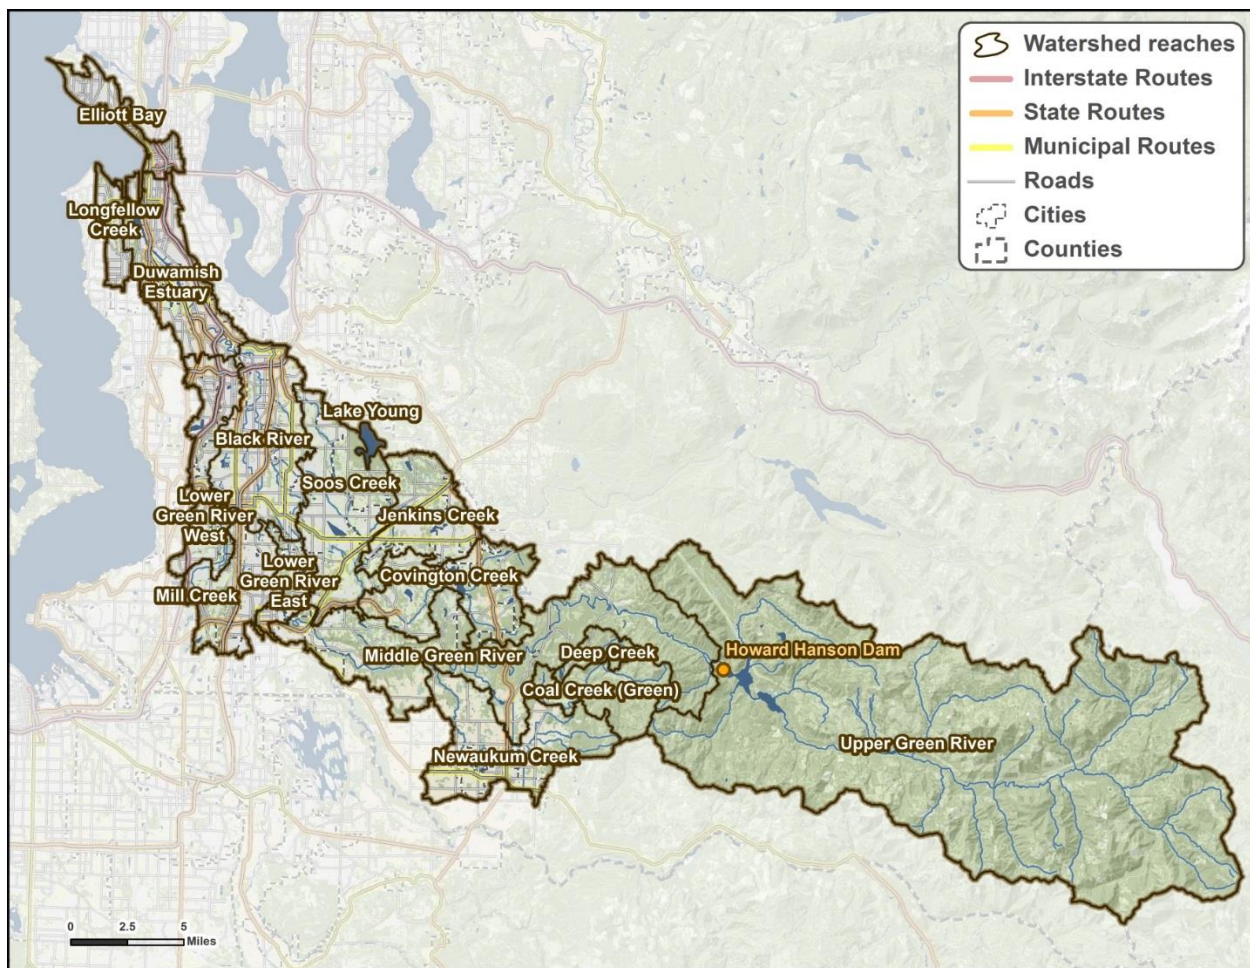 Watershed reaches
Interstate Routes
State Routes
Municipal Routes
Roads
Cities
Counties
Elliott Bay
Longfellow
Creek
Duwamish
Estuary
Lake Young
Black River
Soos Creek
Lower
Green River
West
Jenkins Creek
Lower
Green River
East
Covington Creek
Mill Creek
Middle Green River
Deep Creek
Howard Hanson Dam
Coal Creek (Green)
Upper Green River
Newaukum Creek
0 2.5 5
Miles